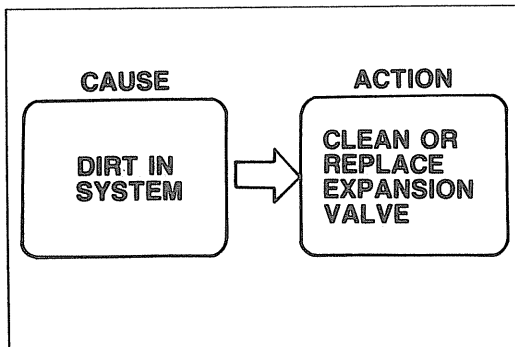 CAUSE
ACTION
DIRT IN
SYSTEM
CLEAN OR
REPLACE
EXPANSION
VALVE